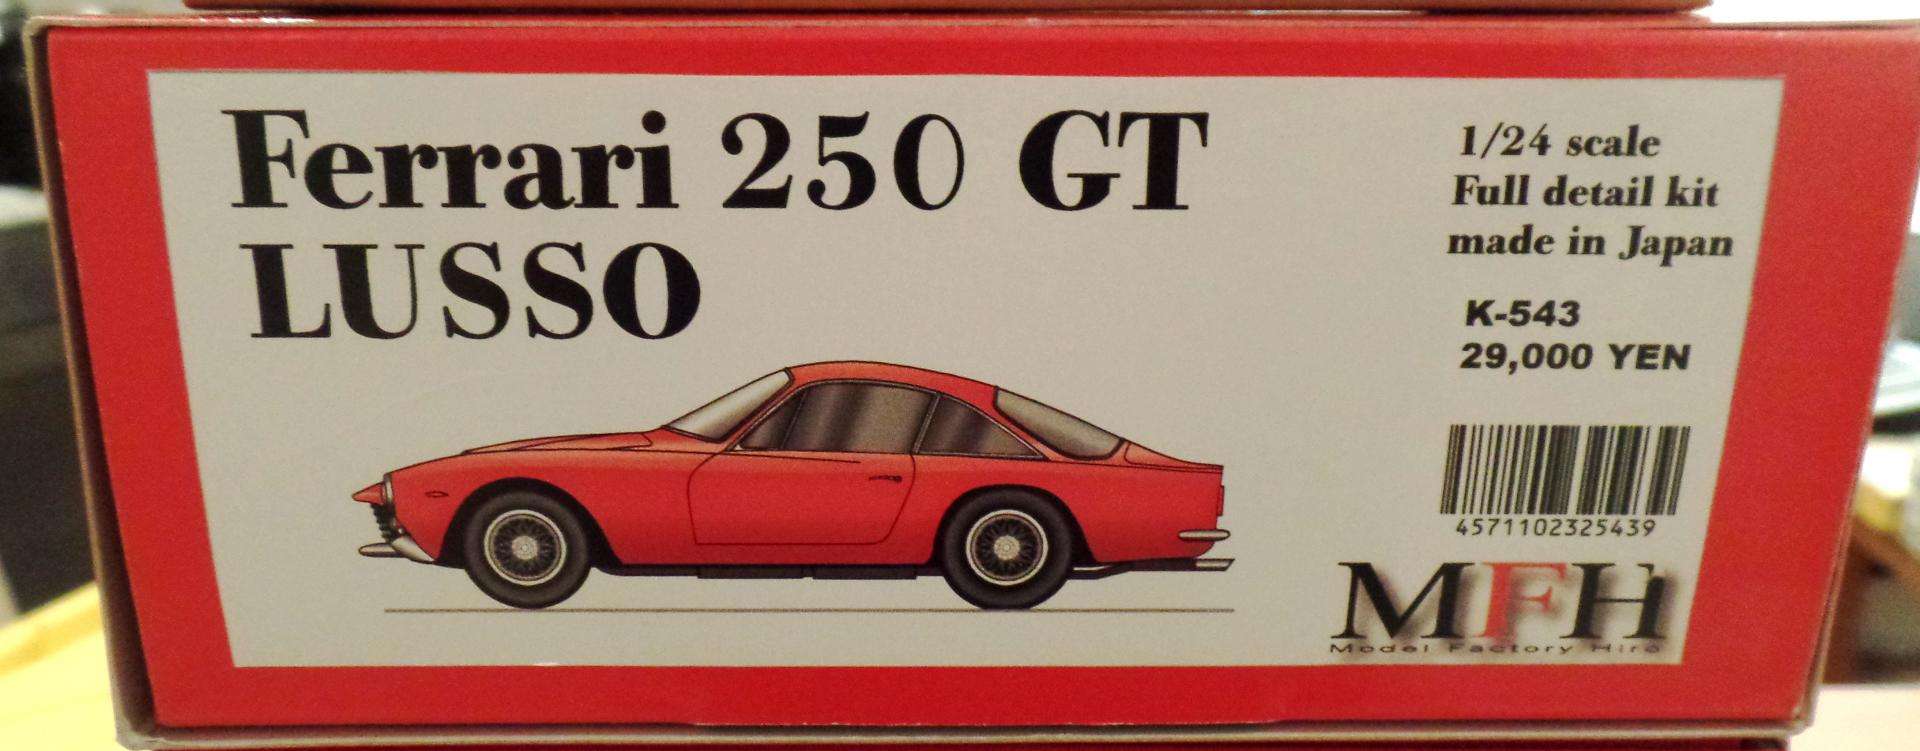 Ferrari 250 GT
LUSSO
1/24 scale
Full detail kit
made in Japan
K-543
29,000 YEN
4571102325439
MFH
Model Factory Hiro